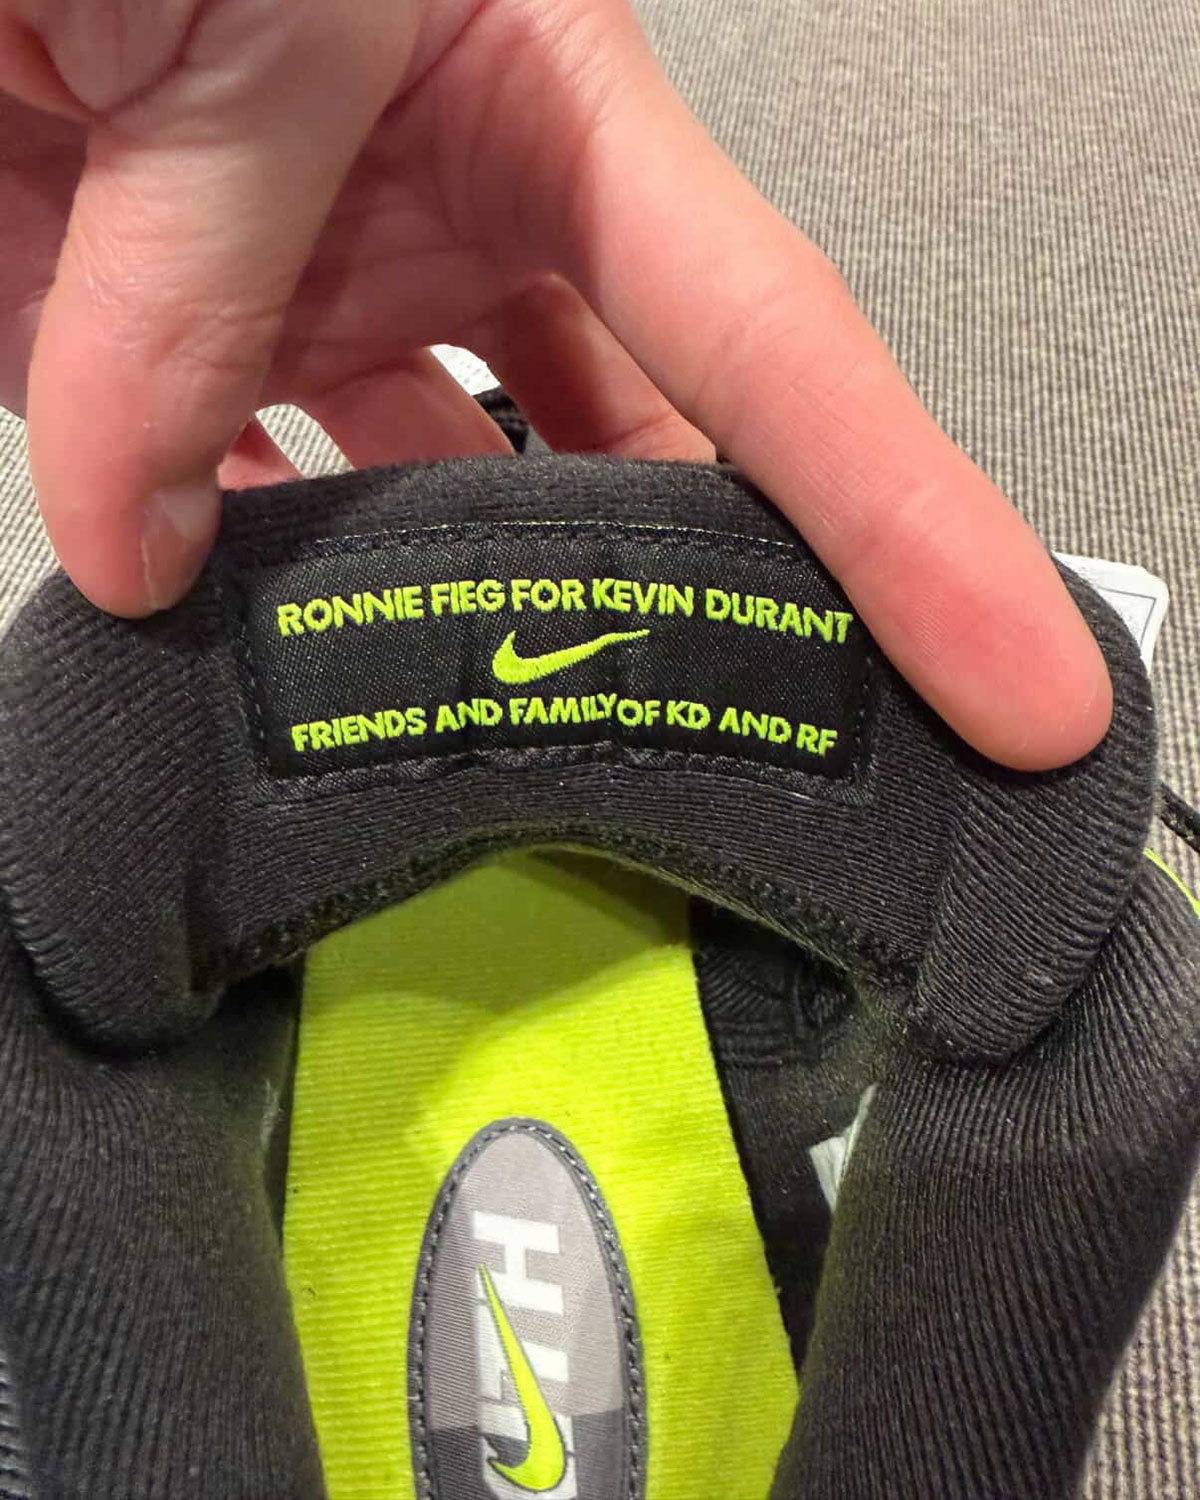 RONNIE FIEG FOR KEVIN DURANT
FRIENDS AND FAMILY OF KD AND RF